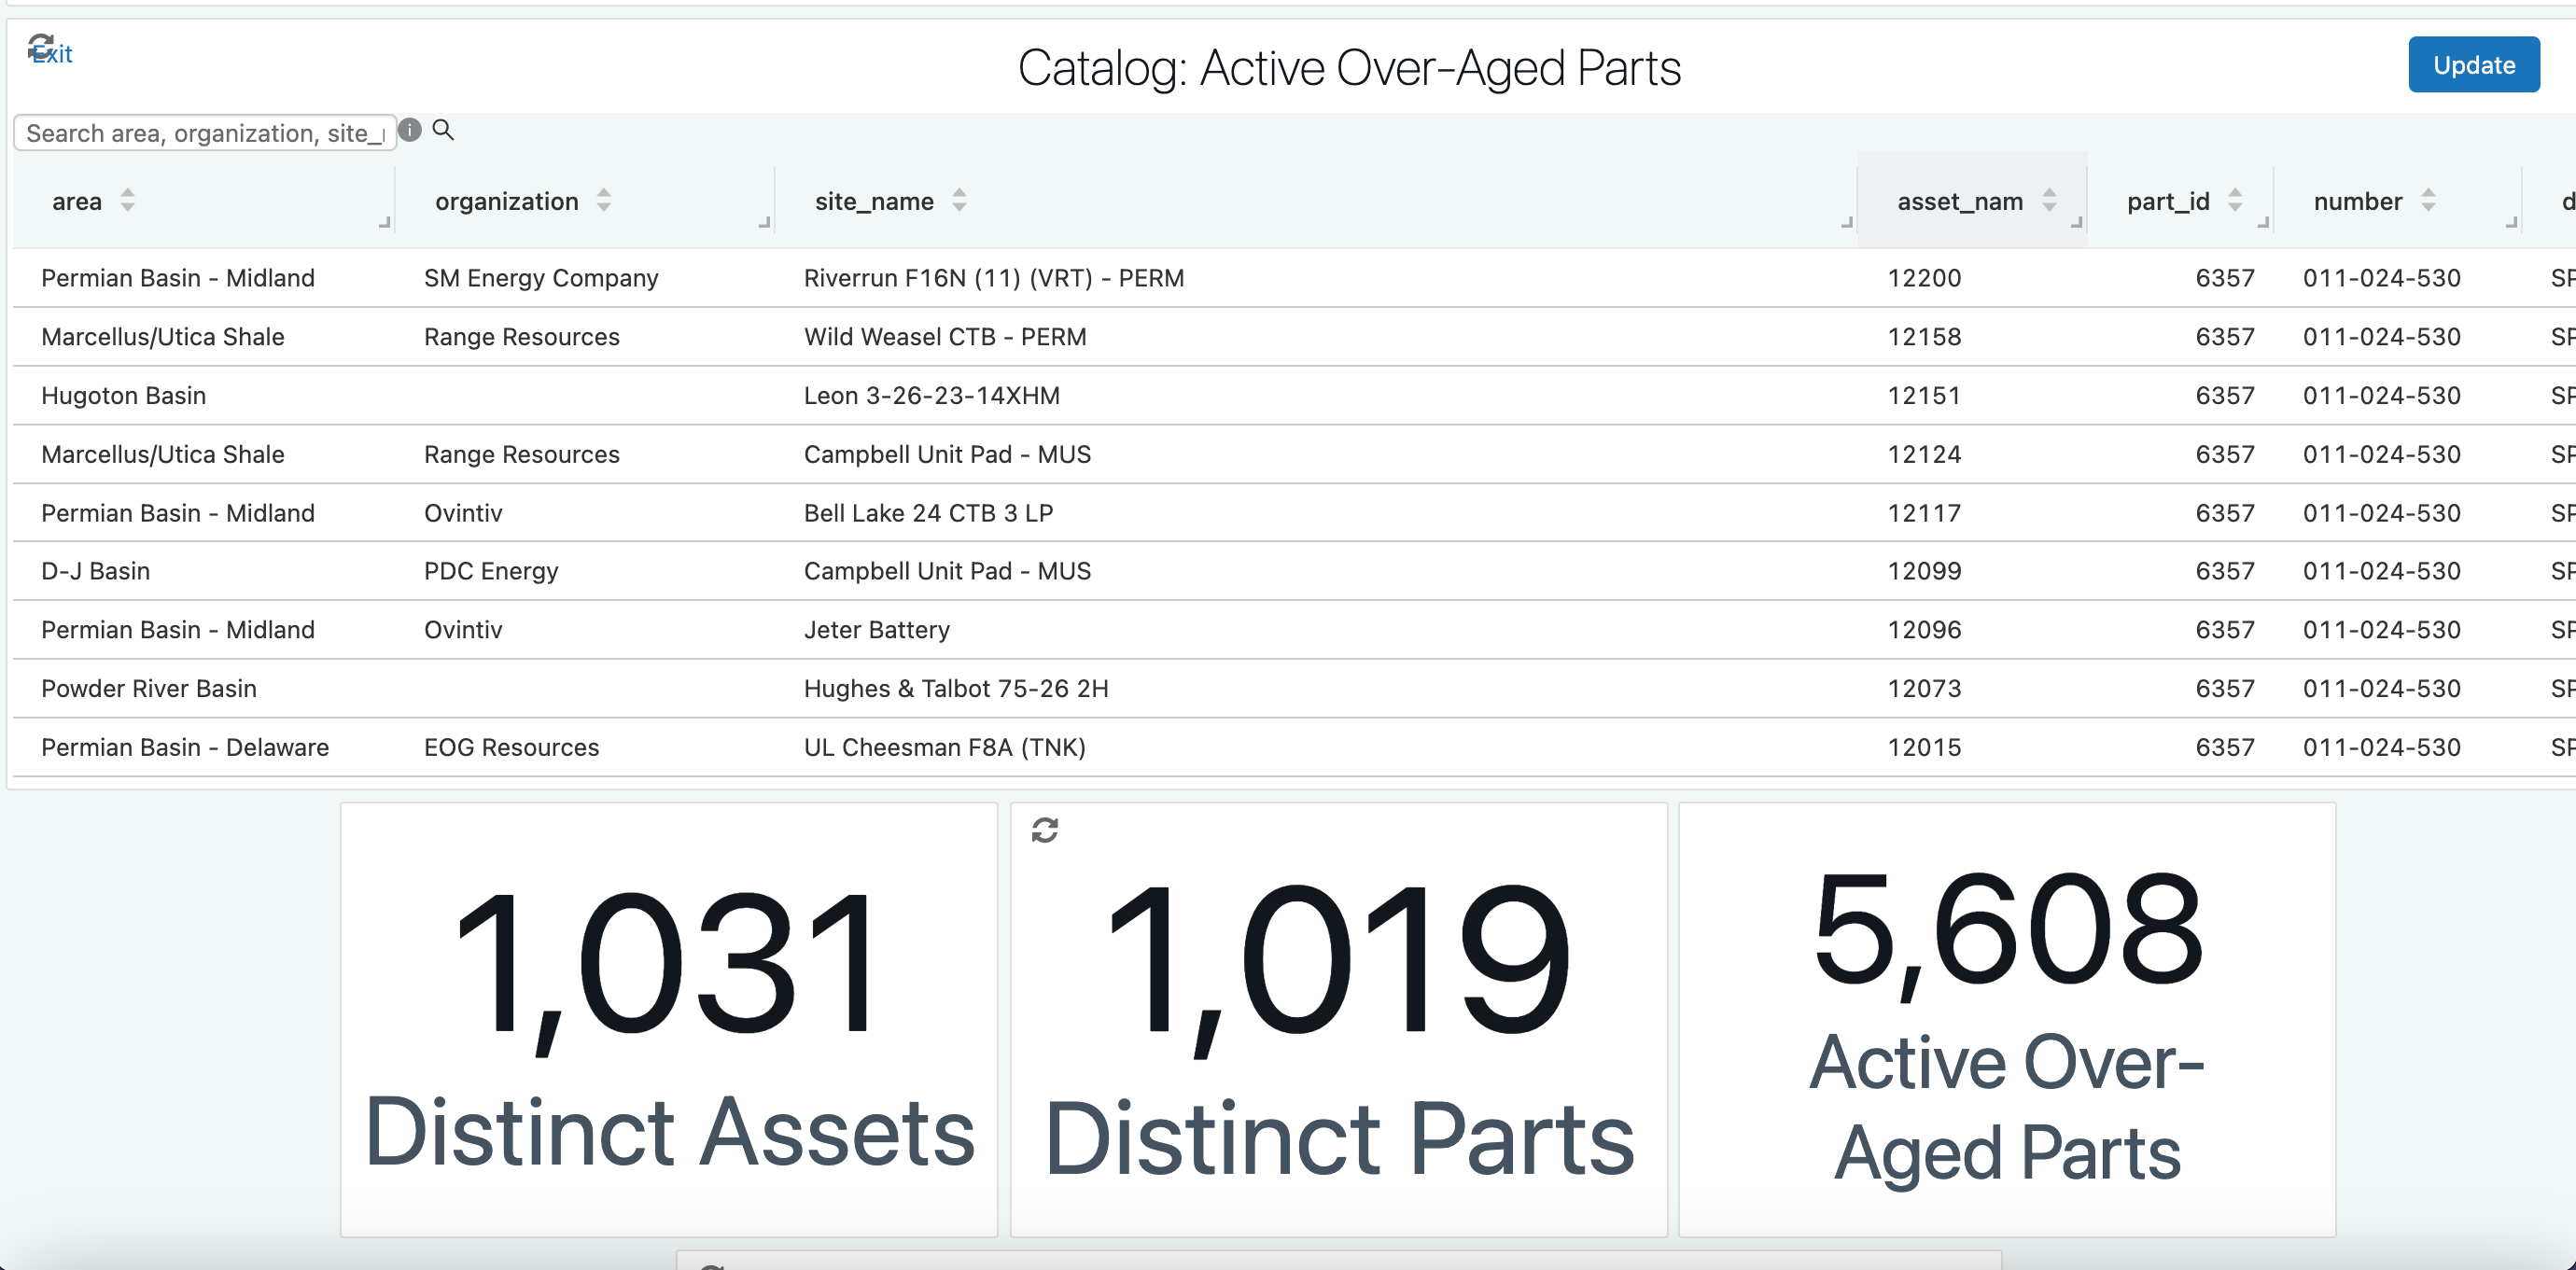 Exit
Catalog: Active Over-Aged Parts
Update
Search area, organization, site_
area organization site_name asset_nam part_id number
Permian Basin - Midland SM Energy Company Riverrun F16N (11) (VRT) - PERM 12200 6357 011-024-530 SP
Marcellus/Utica Shale Range Resources Wild Weasel CTB - PERM 12158 6357 011-024-530 SP
Hugoton Basin Leon 3-26-23-14XHM 12151 6357 011-024-530 SP
Marcellus/Utica Shale Range Resources Campbell Unit Pad - MUS 12124 6357 011-024-530 SP
Permian Basin - Midland Ovintiv Bell Lake 24 CTB 3 LP 12117 6357 011-024-530 SP
D-J Basin PDC Energy Campbell Unit Pad - MUS 12099 6357 011-024-530 SP
Permian Basin - Midland Ovintiv Jeter Battery 12096 6357 011-024-530 SP
Powder River Basin Hughes & Talbot 75-26 2H 12073 6357 011-024-530 SP
Permian Basin - Delaware EOG Resources UL Cheesman F8A (TNK) 12015 6357 011-024-530 SP
1,031
Distinct Assets
1,019
Distinct Parts
5,608
Active Over-
Aged Parts